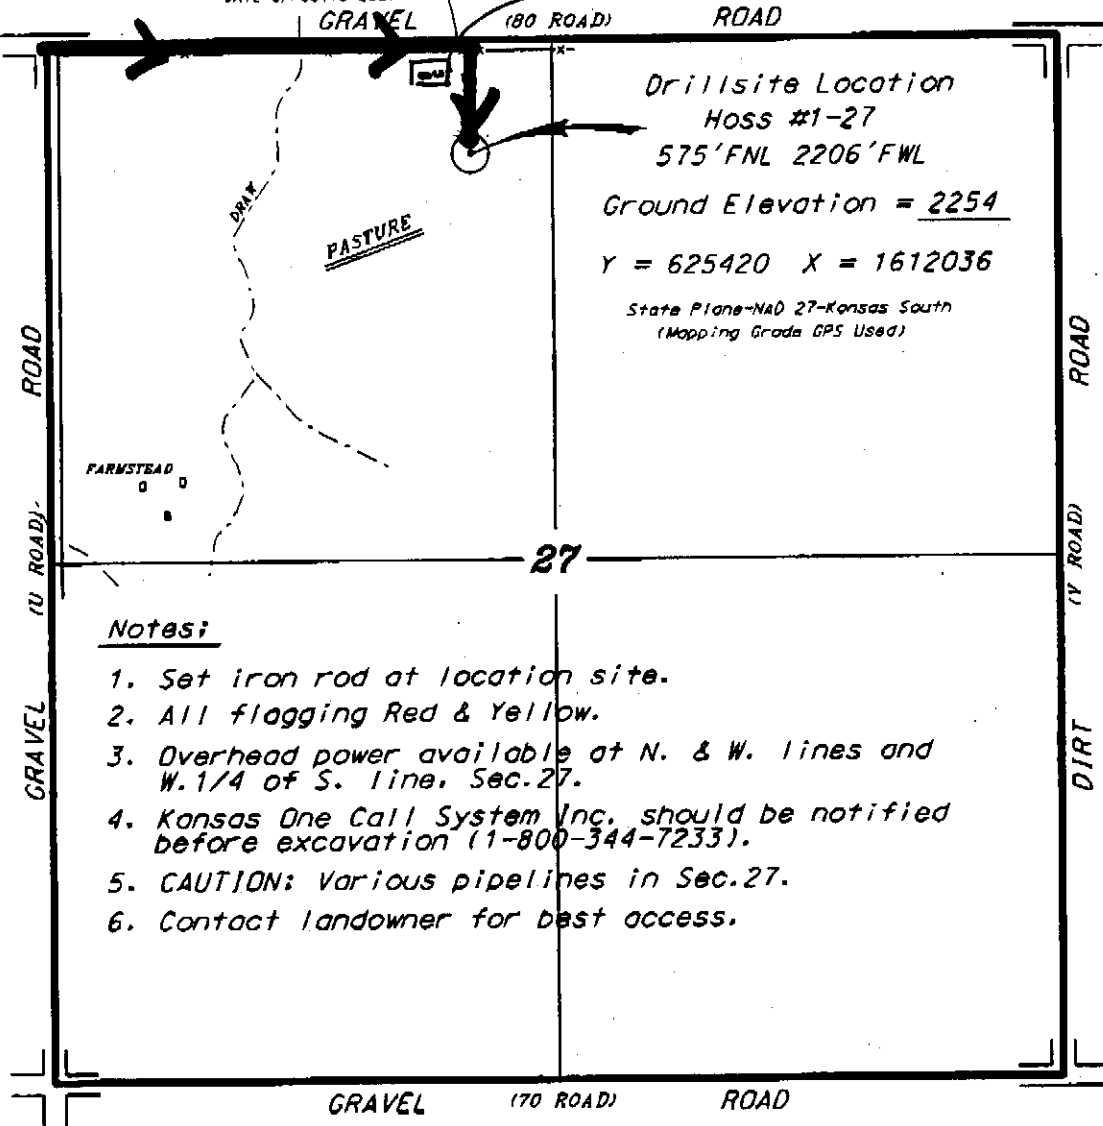 GRAVEL (80 ROAD) ROAD
Drillsite Location
Hoss #1-27
575'FNL 2206'FWL
Ground Elevation = 2254
Y = 625420 X = 1612036
State Plane-NAD 27-Kansas South
(Mapping Grade GPS Used)
DRAW
PASTURE
FARMSTEAD
GRAVEL (U ROAD) ROAD
27
DIRT (V ROAD) ROAD
Notes:
1. Set iron rod at location site.
2. All flagging Red & Yellow.
3. Overhead power available at N. & W. lines and
W.1/4 of S. line, Sec.27.
4. Kansas One Call System Inc. should be notified
before excavation (1-800-344-7233).
5. CAUTION: Various pipelines in Sec.27.
6. Contact landowner for best access.
GRAVEL (70 ROAD) ROAD